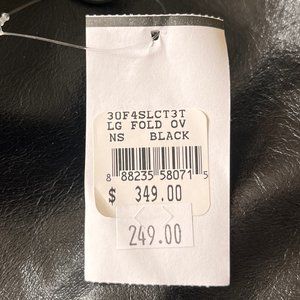 30F4SLCT3T
LG FOLD OV
NS BLACK
8 88235 58071 5
$ 349.00
249.00